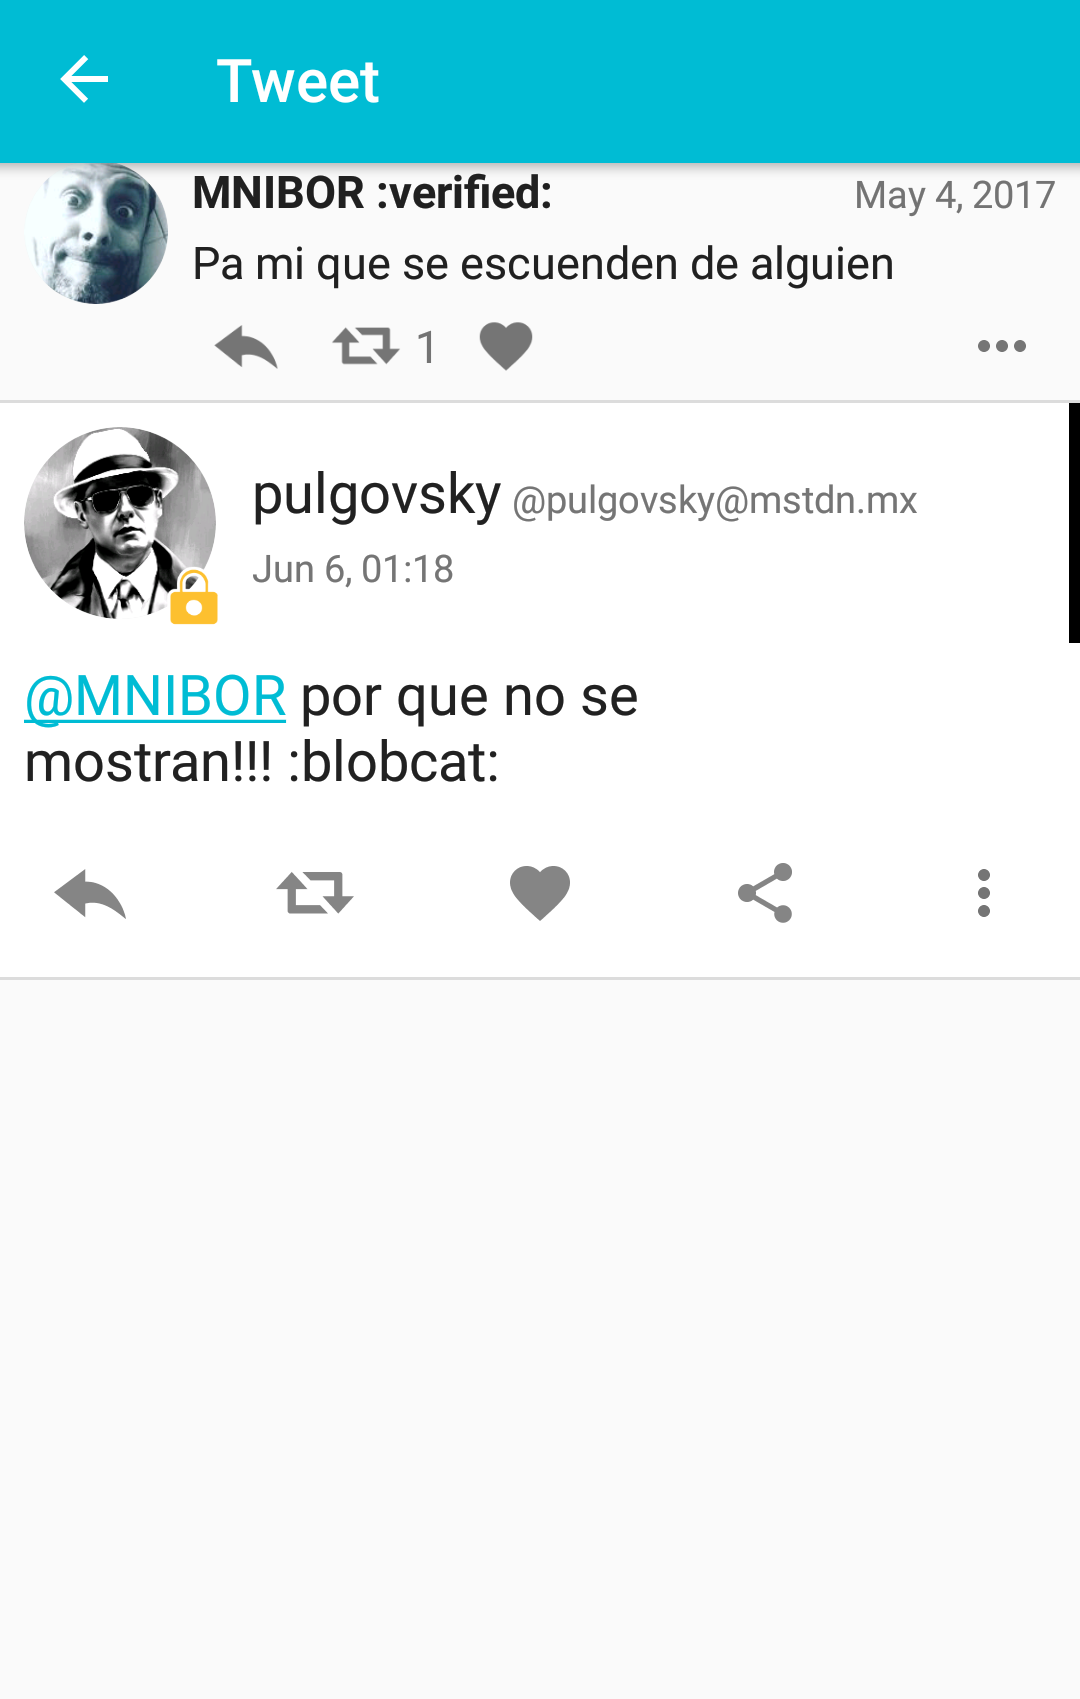 Tweet
MNIBOR :verified: May 4, 2017
Pa mi que se escuenden de alguien
1
pulgovsky @pulgovsky@mstdn.mx
Jun 6, 01:18
@MNIBOR por que no se
mostran!!! :blobcat: